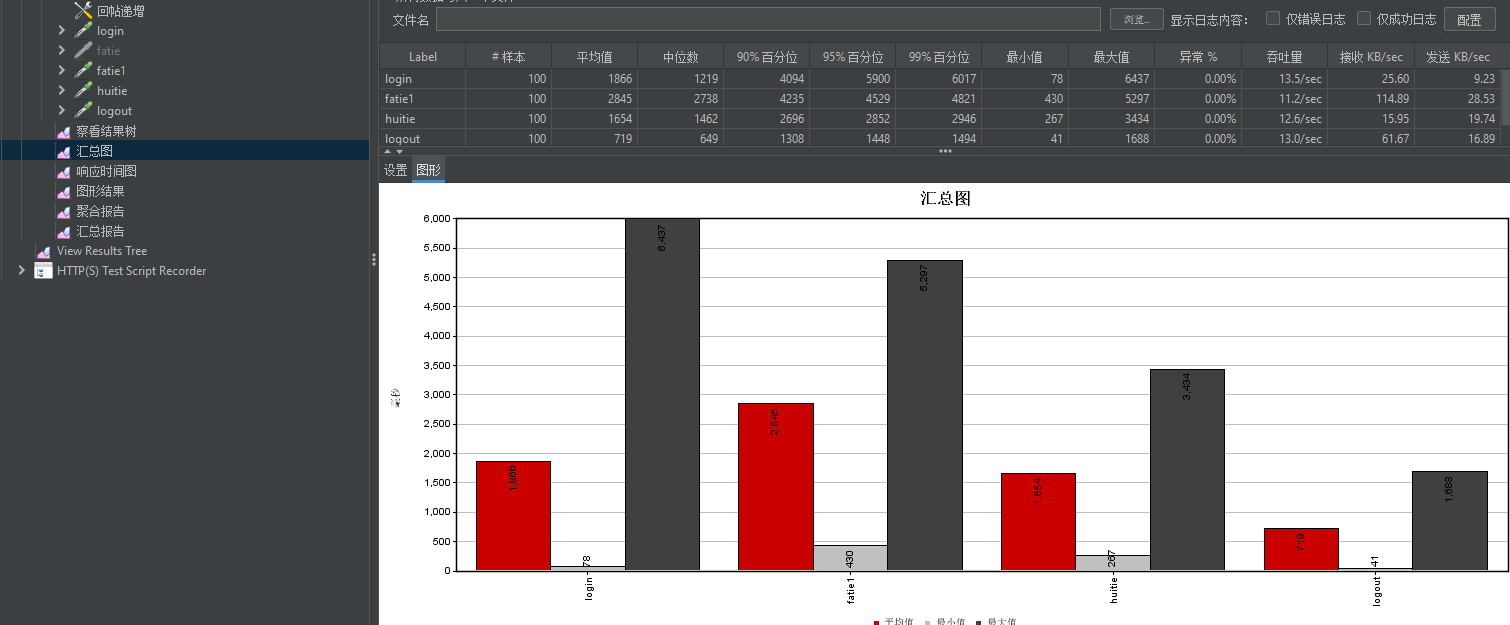 回帖递增
login
fatie
fatie1
huitie
logout
察看结果树
汇总图
响应时间图
图形结果
聚合报告
汇总报告
View Results Tree
HTTP(S) Test Script Recorder
文件名 浏览... 显示日志内容: 仅错误日志 仅成功日志 配置
Label # 样本 平均值 中位数 90% 百分位 95% 百分位 99% 百分位 最小值 最大值 异常 % 吞吐量 接收 KB/sec 发送 KB/sec
login 100 1866 1219 4094 5900 6017 78 6437 0.00% 13.5/sec 25.60 9.23
fatie1 100 2845 2738 4235 4529 4821 430 5297 0.00% 11.2/sec 114.89 28.53
huitie 100 1654 1462 2696 2852 2946 267 3434 0.00% 12.6/sec 15.95 19.74
logout 100 719 649 1308 1448 1494 41 1688 0.00% 13.0/sec 61.67 16.89
设置 图形
汇总图
6,000
5,500
5,000
4,500
4,000
3,500
3,000
2,500
2,000
1,500
1,000
500
0
毫秒
1,866 78 6,437
2,845 430 5,297
1,654 267 3,434
719 41 1,688
login fatie1 huitie logout
平均值 最小值 最大值